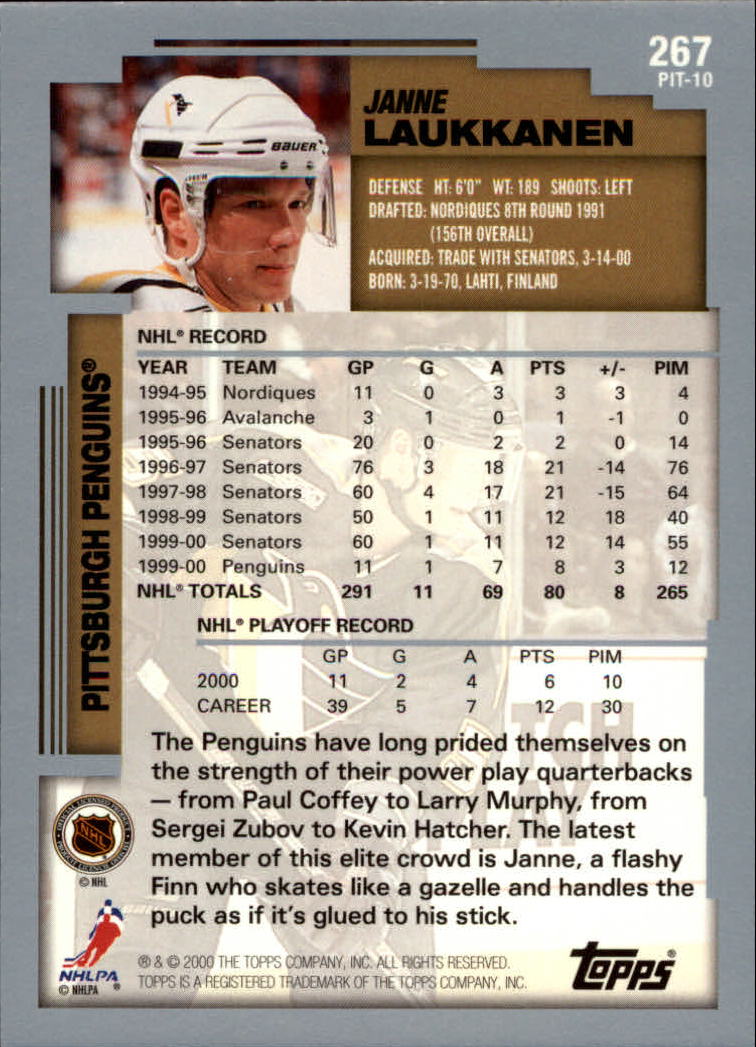 267
PIT-10
JANNE
LAUKKANEN
BAUER
DEFENSE HT: 6'0" WT: 189 SHOOTS: LEFT
DRAFTED: NORDIQUES 8TH ROUND 1991
(156TH OVERALL)
ACQUIRED: TRADE WITH SENATORS, 3-14-00
BORN: 3-19-70, LAHTI, FINLAND
PITTSBURGH PENGUINS®
NHL® RECORD
YEAR TEAM GP G A PTS +/- PIM
1994-95 Nordiques 11 0 3 3 3 4
1995-96 Avalanche 3 1 0 1 -1 0
1995-96 Senators 20 0 2 2 0 14
1996-97 Senators 76 3 18 21 -14 76
1997-98 Senators 60 4 17 21 -15 64
1998-99 Senators 50 1 11 12 18 40
1999-00 Senators 60 1 11 12 14 55
1999-00 Penguins 11 1 7 8 3 12
NHL® TOTALS 291 11 69 80 8 265
NHL® PLAYOFF RECORD
GP G A PTS PIM
2000 11 2 4 6 10
CAREER 39 5 7 12 30
The Penguins have long prided themselves on
the strength of their power play quarterbacks
— from Paul Coffey to Larry Murphy, from
Sergei Zubov to Kevin Hatcher. The latest
member of this elite crowd is Janne, a flashy
Finn who skates like a gazelle and handles the
puck as if it's glued to his stick.
NHL
© NHL
NHLPA ®
© NHLPA
® & © 2000 THE TOPPS COMPANY, INC. ALL RIGHTS RESERVED.
TOPPS IS A REGISTERED TRADEMARK OF THE TOPPS COMPANY, INC.
topps®